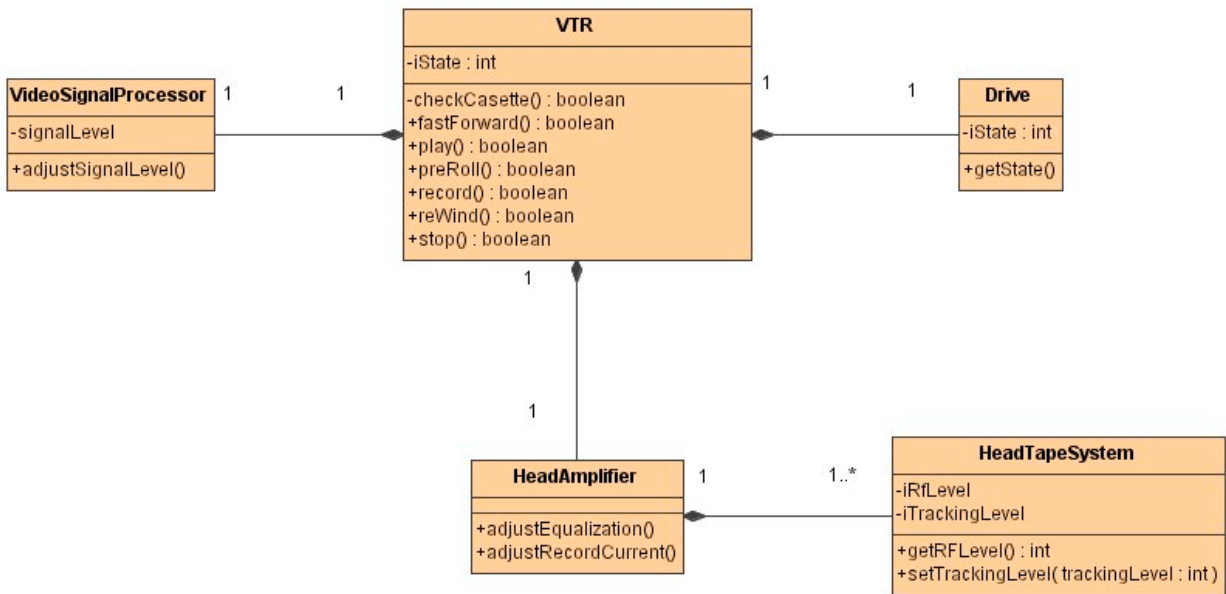 VTR
-iState : int
-checkCasette() : boolean
+fastForward() : boolean
+play() : boolean
+preRoll() : boolean
+record() : boolean
+reWind() : boolean
+stop() : boolean
VideoSignalProcessor
-signalLevel
+adjustSignalLevel()
1
1
1
1
Drive
-iState : int
+getState()
1
1
HeadAmplifier
+adjustEqualization()
+adjustRecordCurrent()
1
1..*
HeadTapeSystem
-iRfLevel
-iTrackingLevel
+getRFLevel() : int
+setTrackingLevel( trackingLevel : int )